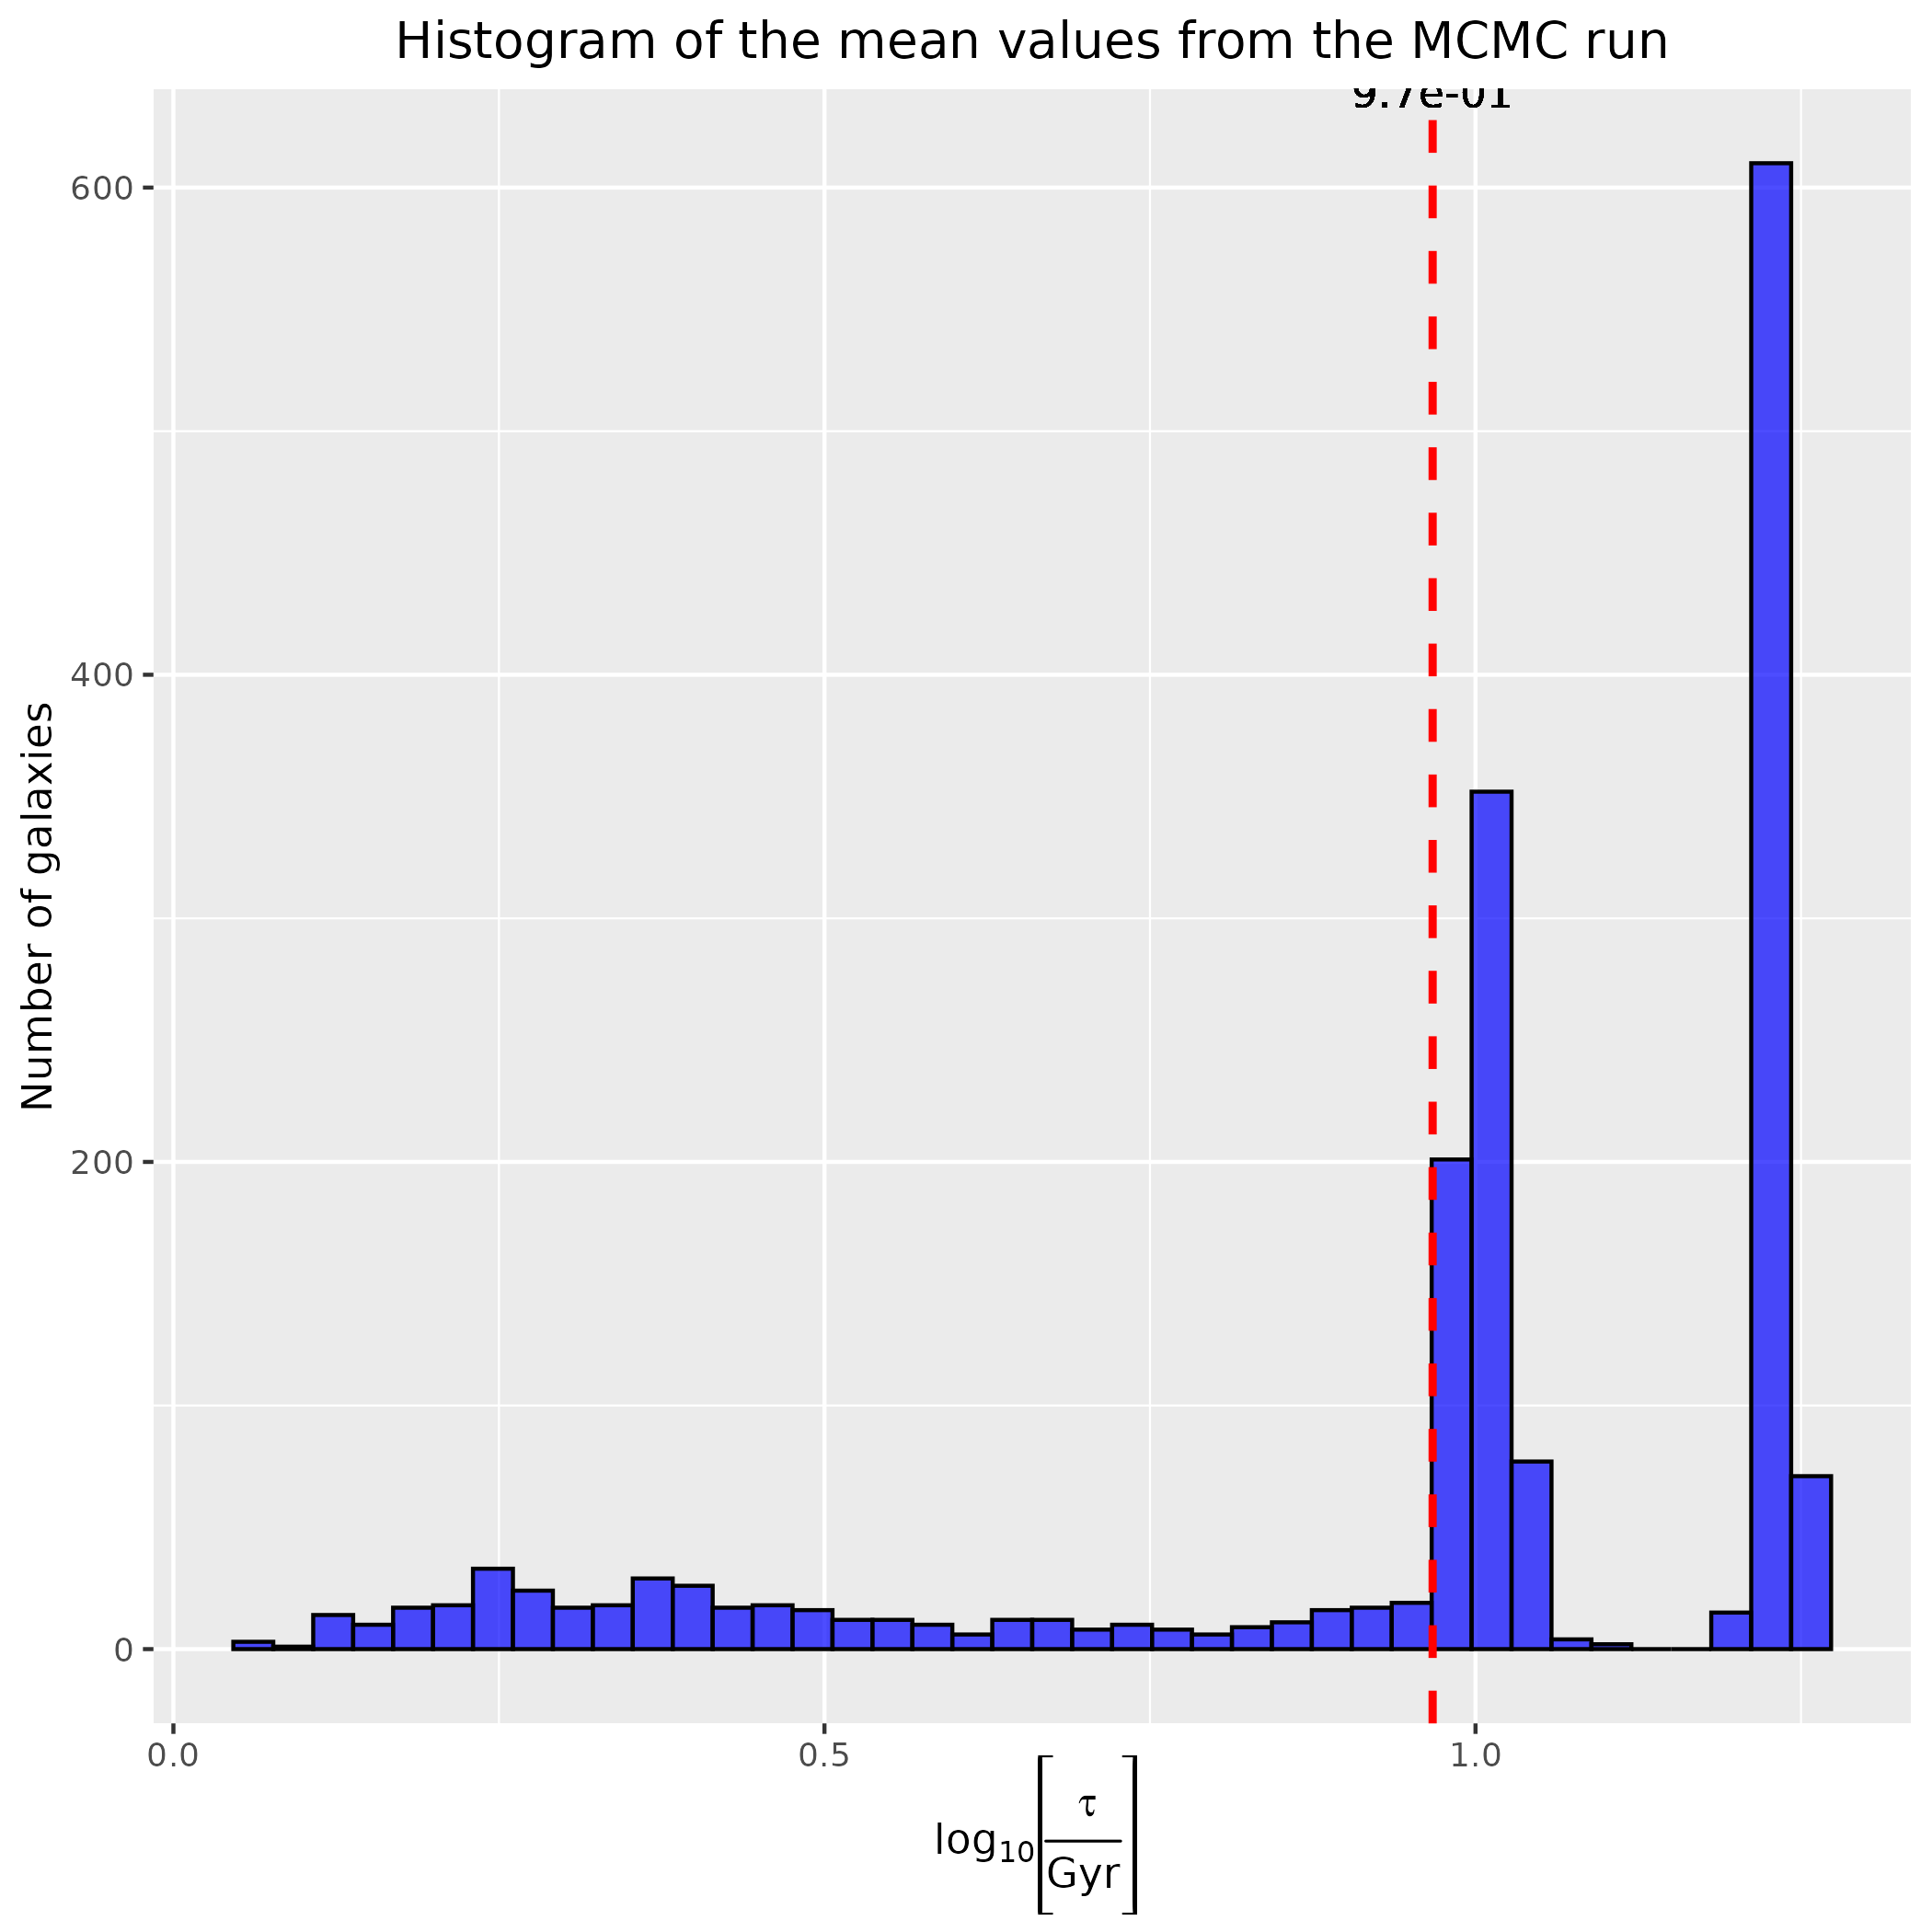 Histogram of the mean values from the MCMC run
9.7e-01
Number of galaxies
600
400
200
0
0.0 0.5 1.0
log10[τ/Gyr]